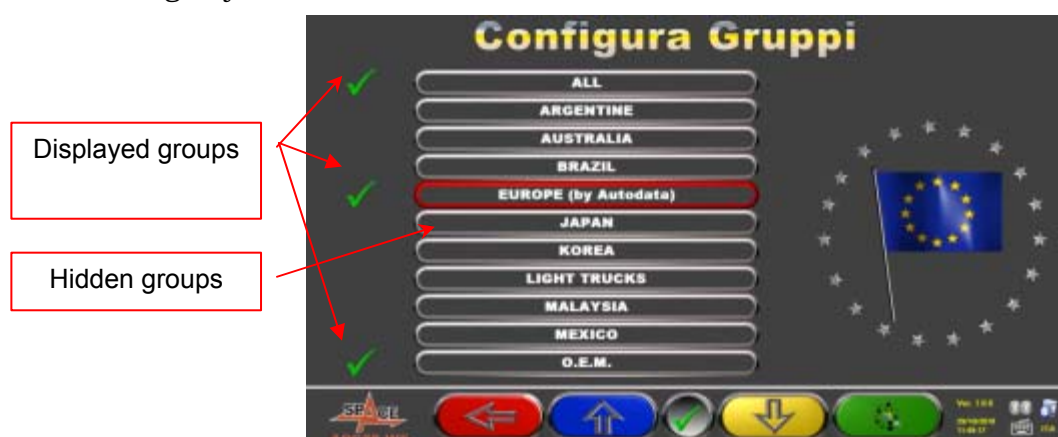 Configura Gruppi
ALL
ARGENTINE
AUSTRALIA
BRAZIL
EUROPE (by Autodata)
JAPAN
KOREA
LIGHT TRUCKS
MALAYSIA
MEXICO
O.E.M.
Displayed groups
Hidden groups
SPACE